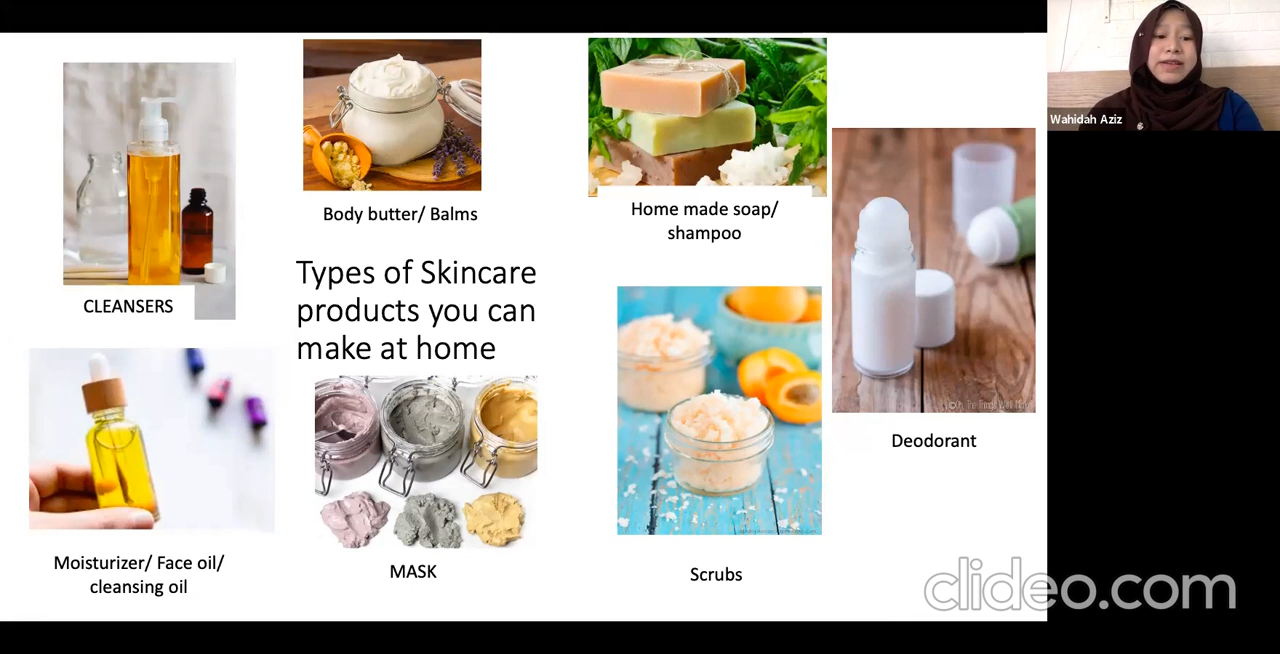 Wahidah Aziz
Body butter/ Balms
Home made soap/
shampoo
Types of Skincare
products you can
make at home
CLEANSERS
Deodorant
Moisturizer/ Face oil/
cleansing oil
MASK
Scrubs
clideo.com